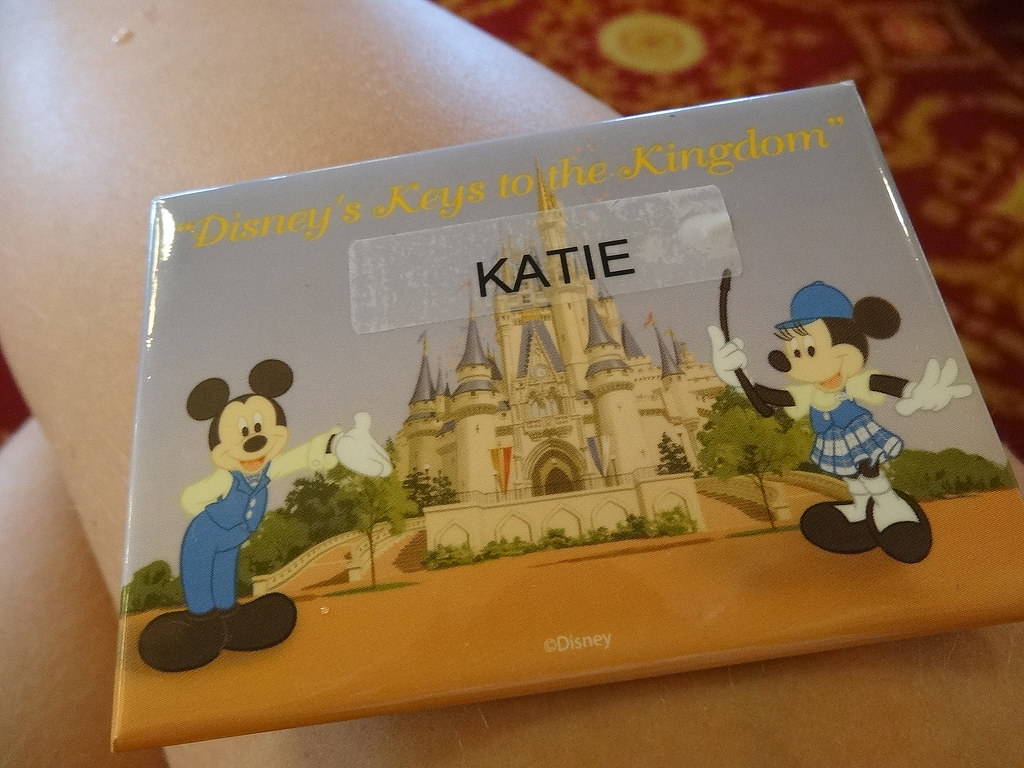 "Disney's Keys to the Kingdom"
KATIE
©Disney